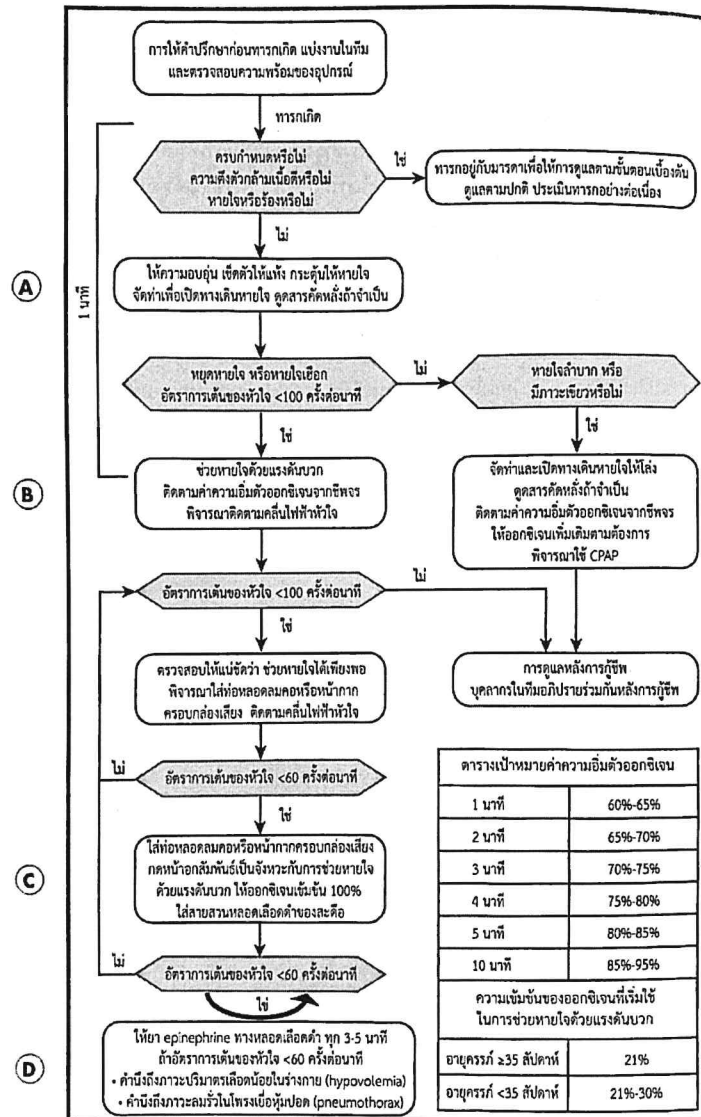 การให้คำปรึกษาก่อนทารกเกิด แบ่งงานในทีม
และตรวจสอบความพร้อมของอุปกรณ์
ทารกเกิด
1 นาที
ครบกำหนดหรือไม่
ความตึงตัวกล้ามเนื้อดีหรือไม่
หายใจหรือร้องหรือไม่
ใช่
ทารกอยู่กับมารดาเพื่อให้การดูแลตามขั้นตอนเบื้องต้น
ดูแลตามปกติ ประเมินทารกอย่างต่อเนื่อง
ไม่
A
ให้ความอบอุ่น เช็ดตัวให้แห้ง กระตุ้นให้หายใจ
จัดท่าเพื่อเปิดทางเดินหายใจ ดูดสารคัดหลั่งถ้าจำเป็น
หยุดหายใจ หรือหายใจเฮือก
อัตราการเต้นของหัวใจ <100 ครั้งต่อนาที
ไม่
หายใจลำบาก หรือ
มีภาวะเขียวหรือไม่
ใช่
ใช่
B
ช่วยหายใจด้วยแรงดันบวก
ติดตามค่าความอิ่มตัวออกซิเจนจากชีพจร
พิจารณาติดตามคลื่นไฟฟ้าหัวใจ
จัดท่าและเปิดทางเดินหายใจให้โล่ง
ดูดสารคัดหลั่งถ้าจำเป็น
ติดตามค่าความอิ่มตัวออกซิเจนจากชีพจร
ให้ออกซิเจนเพิ่มเติมตามต้องการ
พิจารณาใช้ CPAP
อัตราการเต้นของหัวใจ <100 ครั้งต่อนาที
ไม่
ใช่
ตรวจสอบให้แน่ชัดว่า ช่วยหายใจได้เพียงพอ
พิจารณาใส่ท่อหลอดลมคอหรือหน้ากาก
ครอบกล่องเสียง ติดตามคลื่นไฟฟ้าหัวใจ
การดูแลหลังการกู้ชีพ
บุคลากรในทีมอภิปรายร่วมกันหลังการกู้ชีพ
ไม่
อัตราการเต้นของหัวใจ <60 ครั้งต่อนาที
ใช่
C
ใส่ท่อหลอดลมคอหรือหน้ากากครอบกล่องเสียง
กดหน้าอกสัมพันธ์เป็นจังหวะกับการช่วยหายใจ
ด้วยแรงดันบวก ให้ออกซิเจนเข้มข้น 100%
ใส่สายสวนหลอดเลือดดำของสะดือ
ไม่
อัตราการเต้นของหัวใจ <60 ครั้งต่อนาที
ใช่
D
ให้ยา epinephrine ทางหลอดเลือดดำ ทุก 3-5 นาที
ถ้าอัตราการเต้นของหัวใจ <60 ครั้งต่อนาที
• คำนึงถึงภาวะปริมาตรเลือดน้อยในร่างกาย (hypovolemia)
• คำนึงถึงภาวะลมรั่วในโพรงเยื่อหุ้มปอด (pneumothorax)
ตารางเป้าหมายค่าความอิ่มตัวออกซิเจน
1 นาที 60%-65%
2 นาที 65%-70%
3 นาที 70%-75%
4 นาที 75%-80%
5 นาที 80%-85%
10 นาที 85%-95%
ความเข้มข้นของออกซิเจนที่เริ่มใช้
ในการช่วยหายใจด้วยแรงดันบวก
อายุครรภ์ ≥35 สัปดาห์ 21%
อายุครรภ์ <35 สัปดาห์ 21%-30%